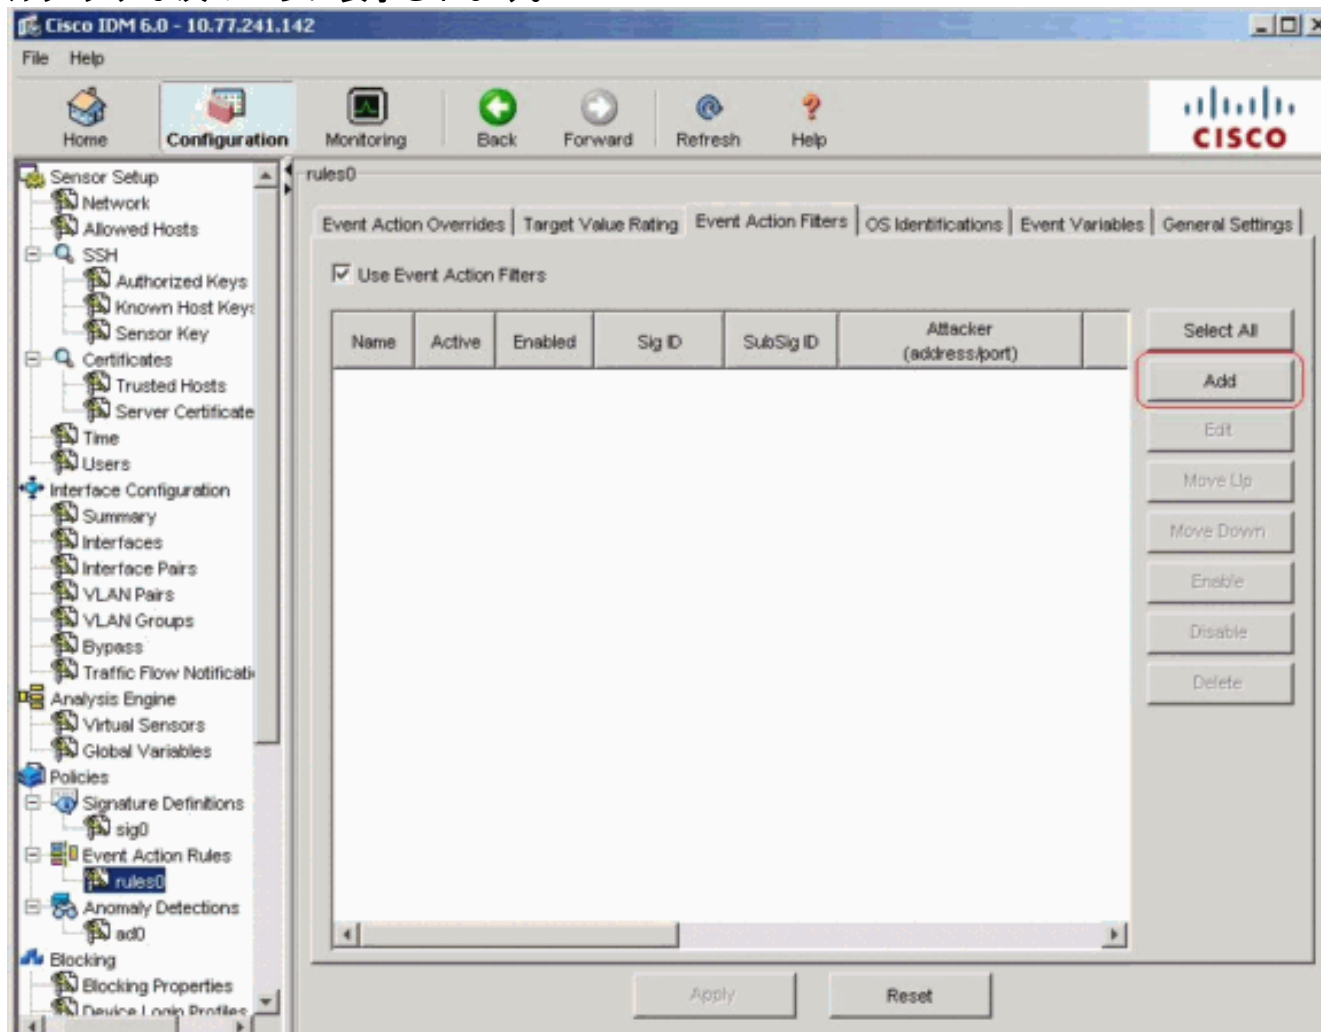 Cisco IDM 6.0 - 10.77.241.142
File Help
Home Configuration Monitoring Back Forward Refresh Help
CISCO
Sensor Setup
Network
Allowed Hosts
SSH
Authorized Keys
Known Host Key
Sensor Key
Certificates
Trusted Hosts
Server Certificate
Time
Users
Interface Configuration
Summary
Interfaces
Interface Pairs
VLAN Pairs
VLAN Groups
Bypass
Traffic Flow Notificati
Analysis Engine
Virtual Sensors
Global Variables
Policies
Signature Definitions
sig0
Event Action Rules
rules0
Anomaly Detections
ad0
Blocking
Blocking Properties
Device Login Profiles
rules0
Event Action Overrides Target Value Rating Event Action Filters OS Identifications Event Variables General Settings
Use Event Action Filters
Name Active Enabled Sig ID SubSig ID Attacker
(address/port)
Select All
Add
Edit
Move Up
Move Down
Enable
Disable
Delete
Apply Reset